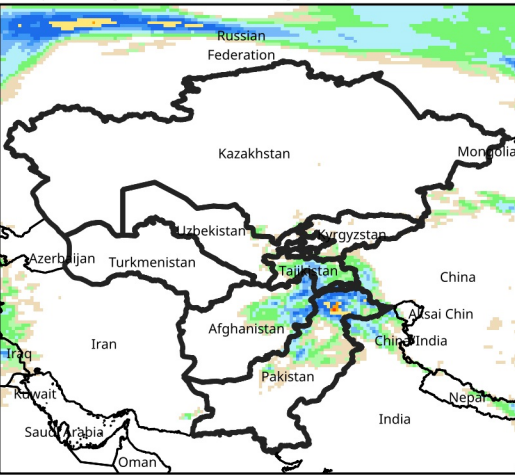 Russian
Federation
Kazakhstan
Mongolia
Uzbekistan
Kyrgyzstan
Azerbaijan
Turkmenistan
Tajikistan
China
Aksai Chin
Afghanistan
China/India
Iran
Iraq
Pakistan
Kuwait
Nepal
India
Saudi Arabia
Oman